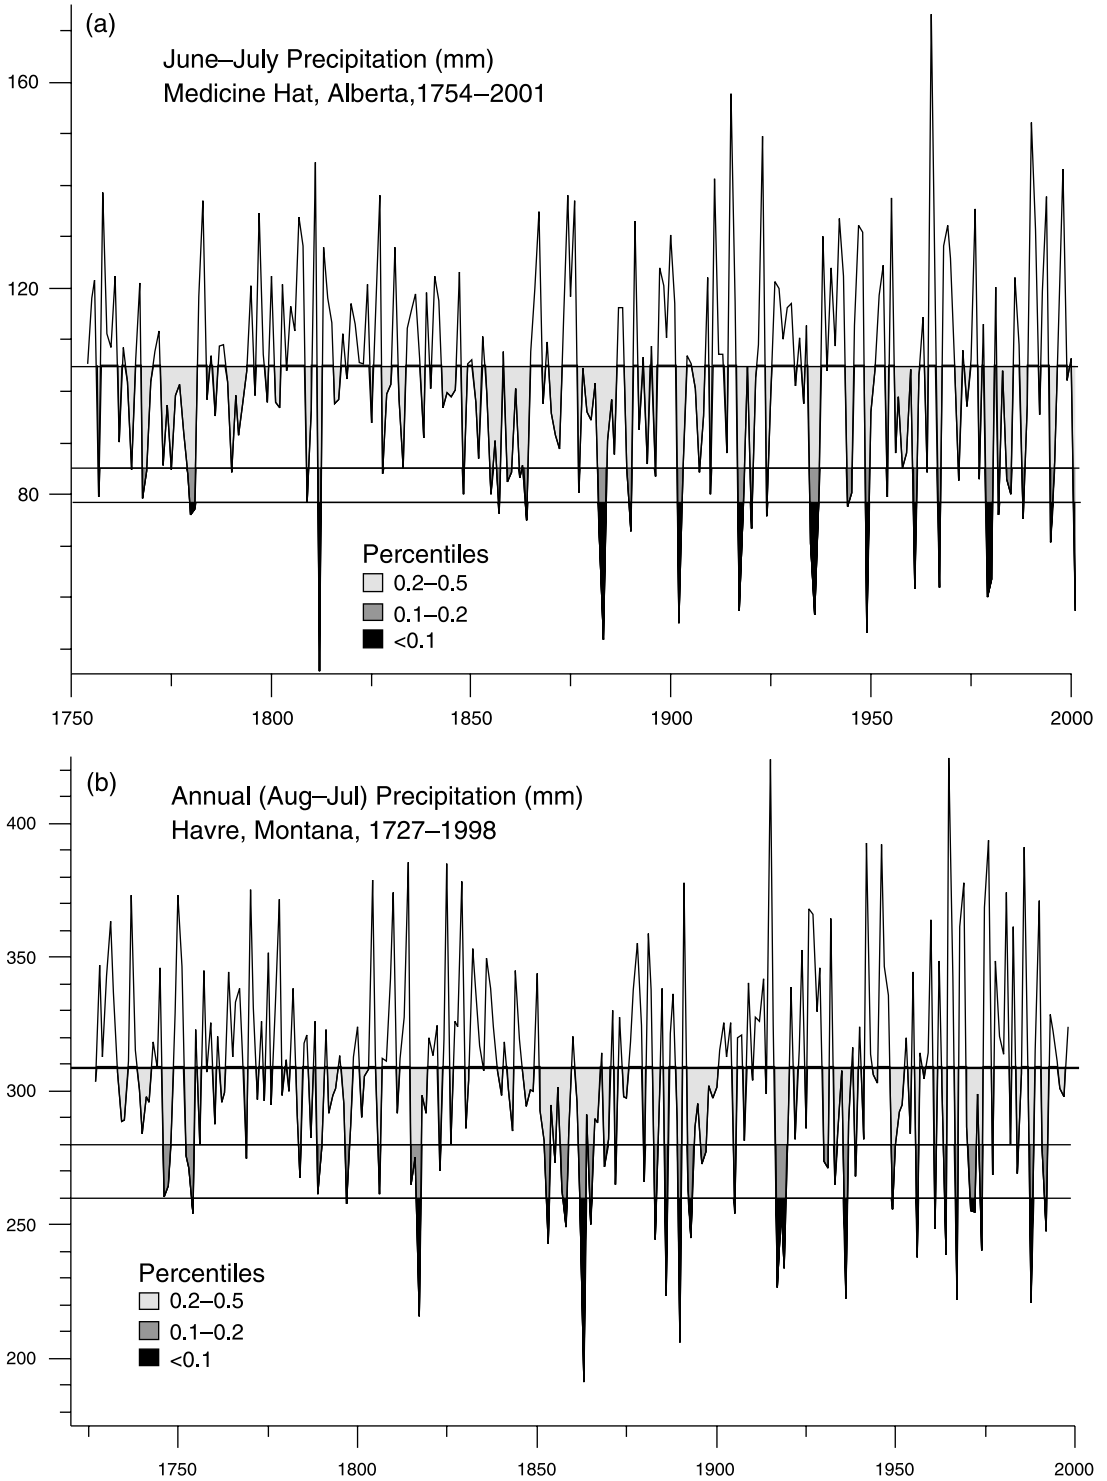 (a)
June–July Precipitation (mm)
Medicine Hat, Alberta,1754–2001
160
120
80
Percentiles
0.2–0.5
0.1–0.2
<0.1
1750 1800 1850 1900 1950 2000
(b)
Annual (Aug–Jul) Precipitation (mm)
Havre, Montana, 1727–1998
400
350
300
250
200
Percentiles
0.2–0.5
0.1–0.2
<0.1
1750 1800 1850 1900 1950 2000